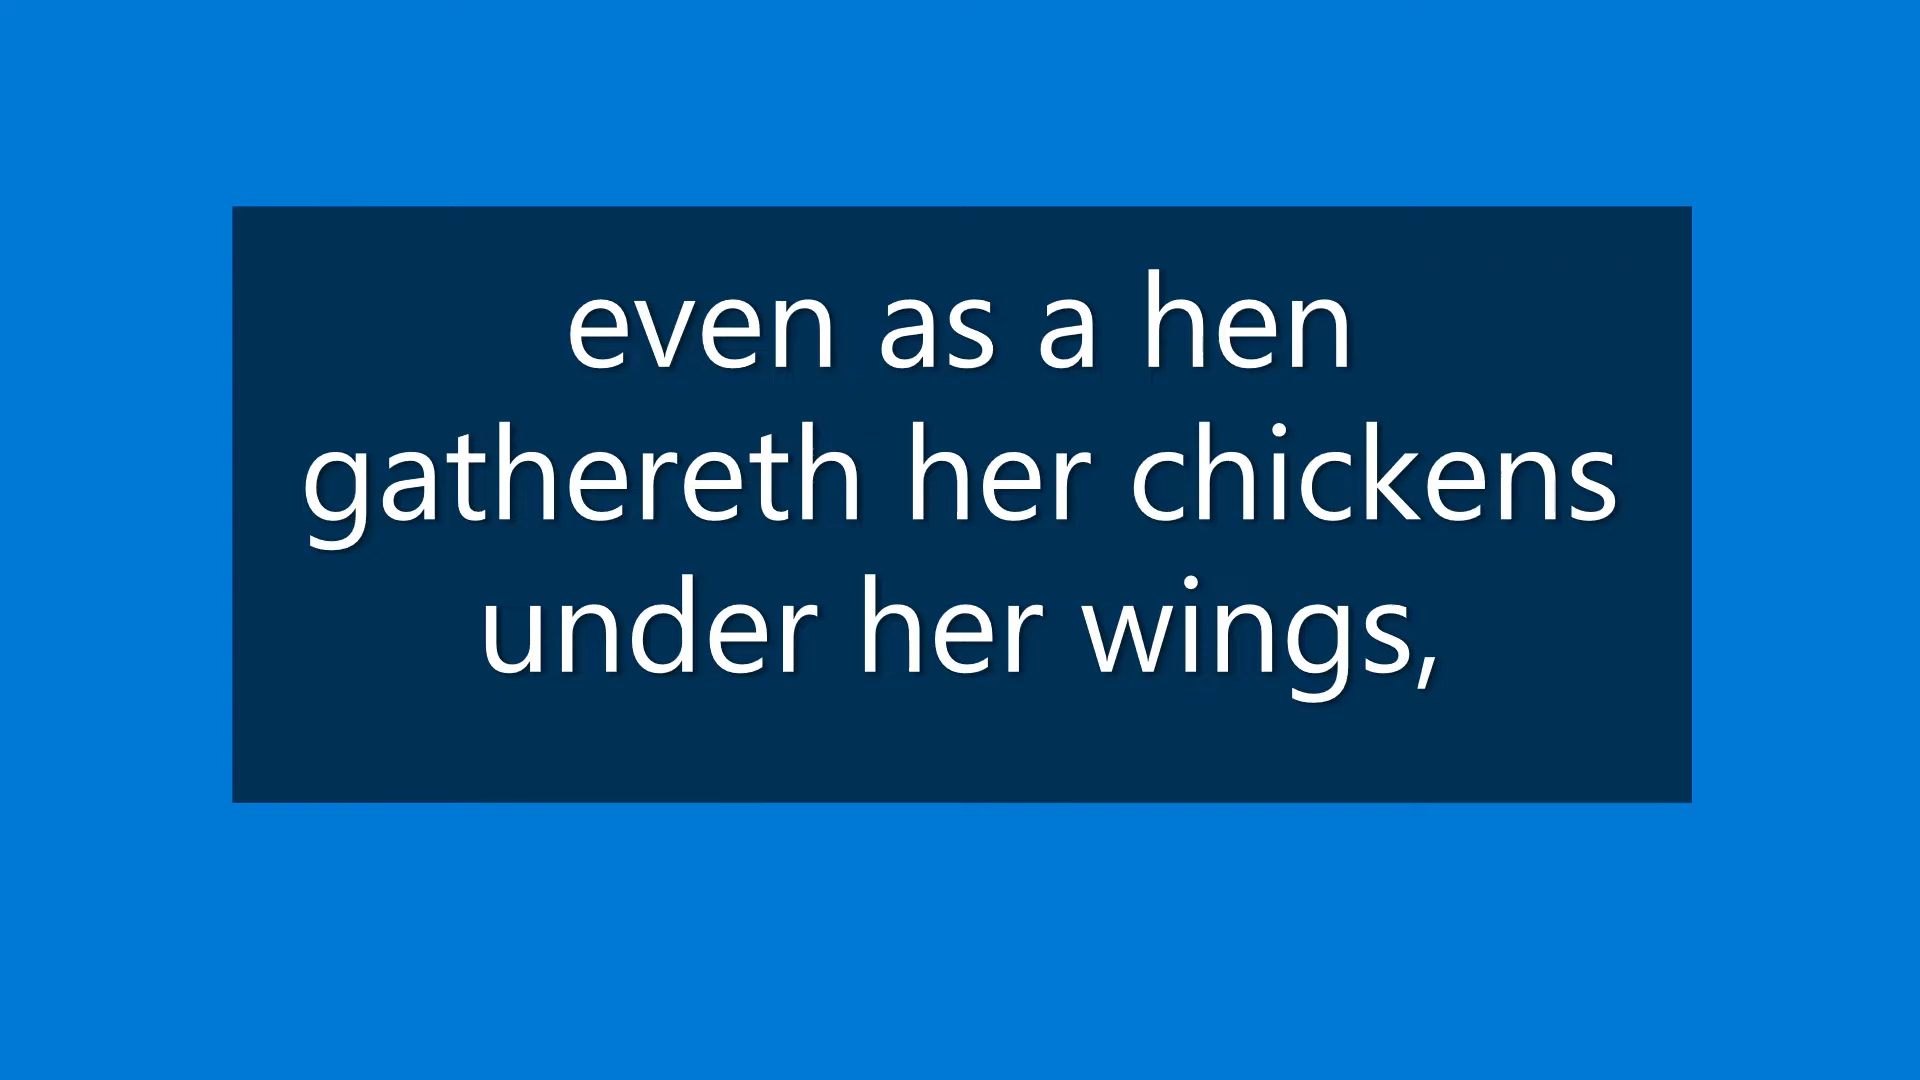 even as a hen
gathereth her chickens
under her wings,